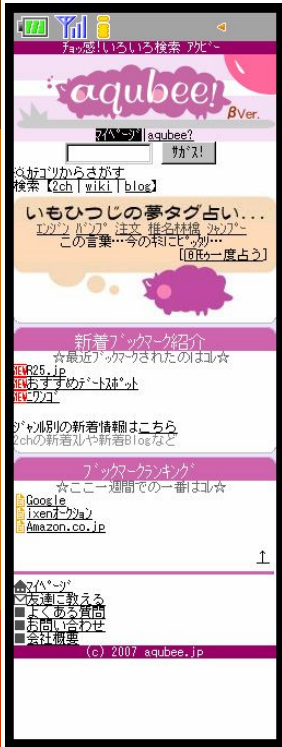 ﾁｮｯ感!いろいろ検索 ｱｸﾋﾞｰ
aqubee!
βVer.
ﾏｲﾍﾟｰｼﾞ|aqubee?
ｻｶﾞｽ!
ｶﾃｺﾞﾘからさがす
検索【2ch|wiki|blog】
いもひつじの夢タグ占い...
ｴﾝｼﾞﾝ ﾊﾞﾝﾌﾟ 注文 椎名林檎 ｼｬﾝﾌﾟｰ
この言葉…今のｷﾐにﾋﾟｯﾀﾘ…
一度占う]
新着ﾌﾞｯｸﾏｰｸ紹介
☆最近ﾌﾞｯｸﾏｰｸされたのはｺﾚ☆
NEW R25.jp
NEW おすすめﾃﾞｰﾄｽﾎﾟｯﾄ
NEW ﾆﾜﾝｺﾞ
ｼﾞｬﾝﾙ別の新着情報はこちら
2chの新着ｽﾚや新着Blogなど
ﾌﾞｯｸﾏｰｸﾗﾝｷﾝｸﾞ
☆ここ一週間での一番はｺﾚ☆
Google
ixenｵｰｸｼｮﾝ
Amazon.co.jp
↑
ﾏｲﾍﾟｰｼﾞ
友達に教える
よくある質問
お問い合わせ
会社概要
(c) 2007 aqubee.jp